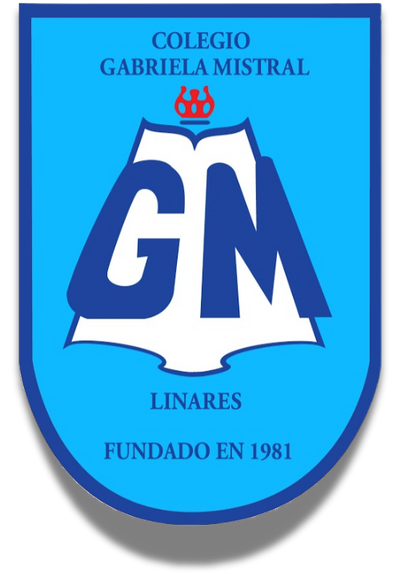 COLEGIO
GABRIELA MISTRAL
GM
LINARES
FUNDADO EN 1981